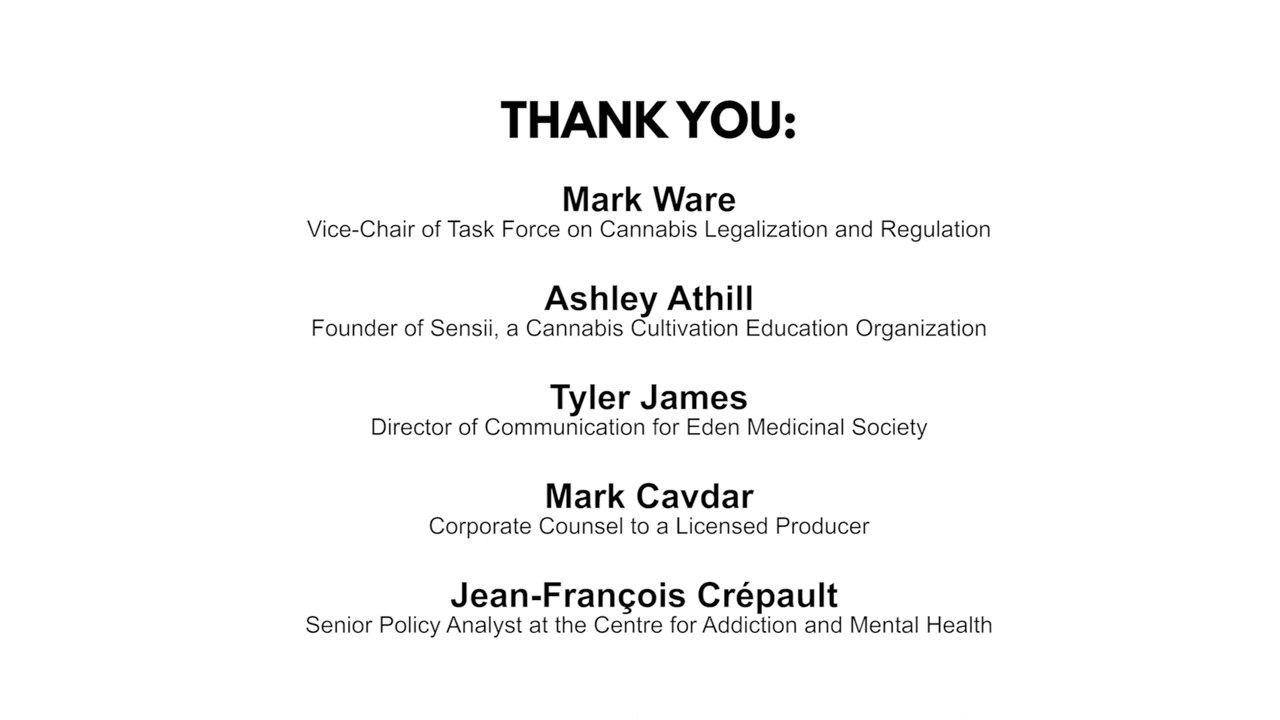 THANK YOU:
Mark Ware
Vice-Chair of Task Force on Cannabis Legalization and Regulation
Ashley Athill
Founder of Sensii, a Cannabis Cultivation Education Organization
Tyler James
Director of Communication for Eden Medicinal Society
Mark Cavdar
Corporate Counsel to a Licensed Producer
Jean-François Crépault
Senior Policy Analyst at the Centre for Addiction and Mental Health